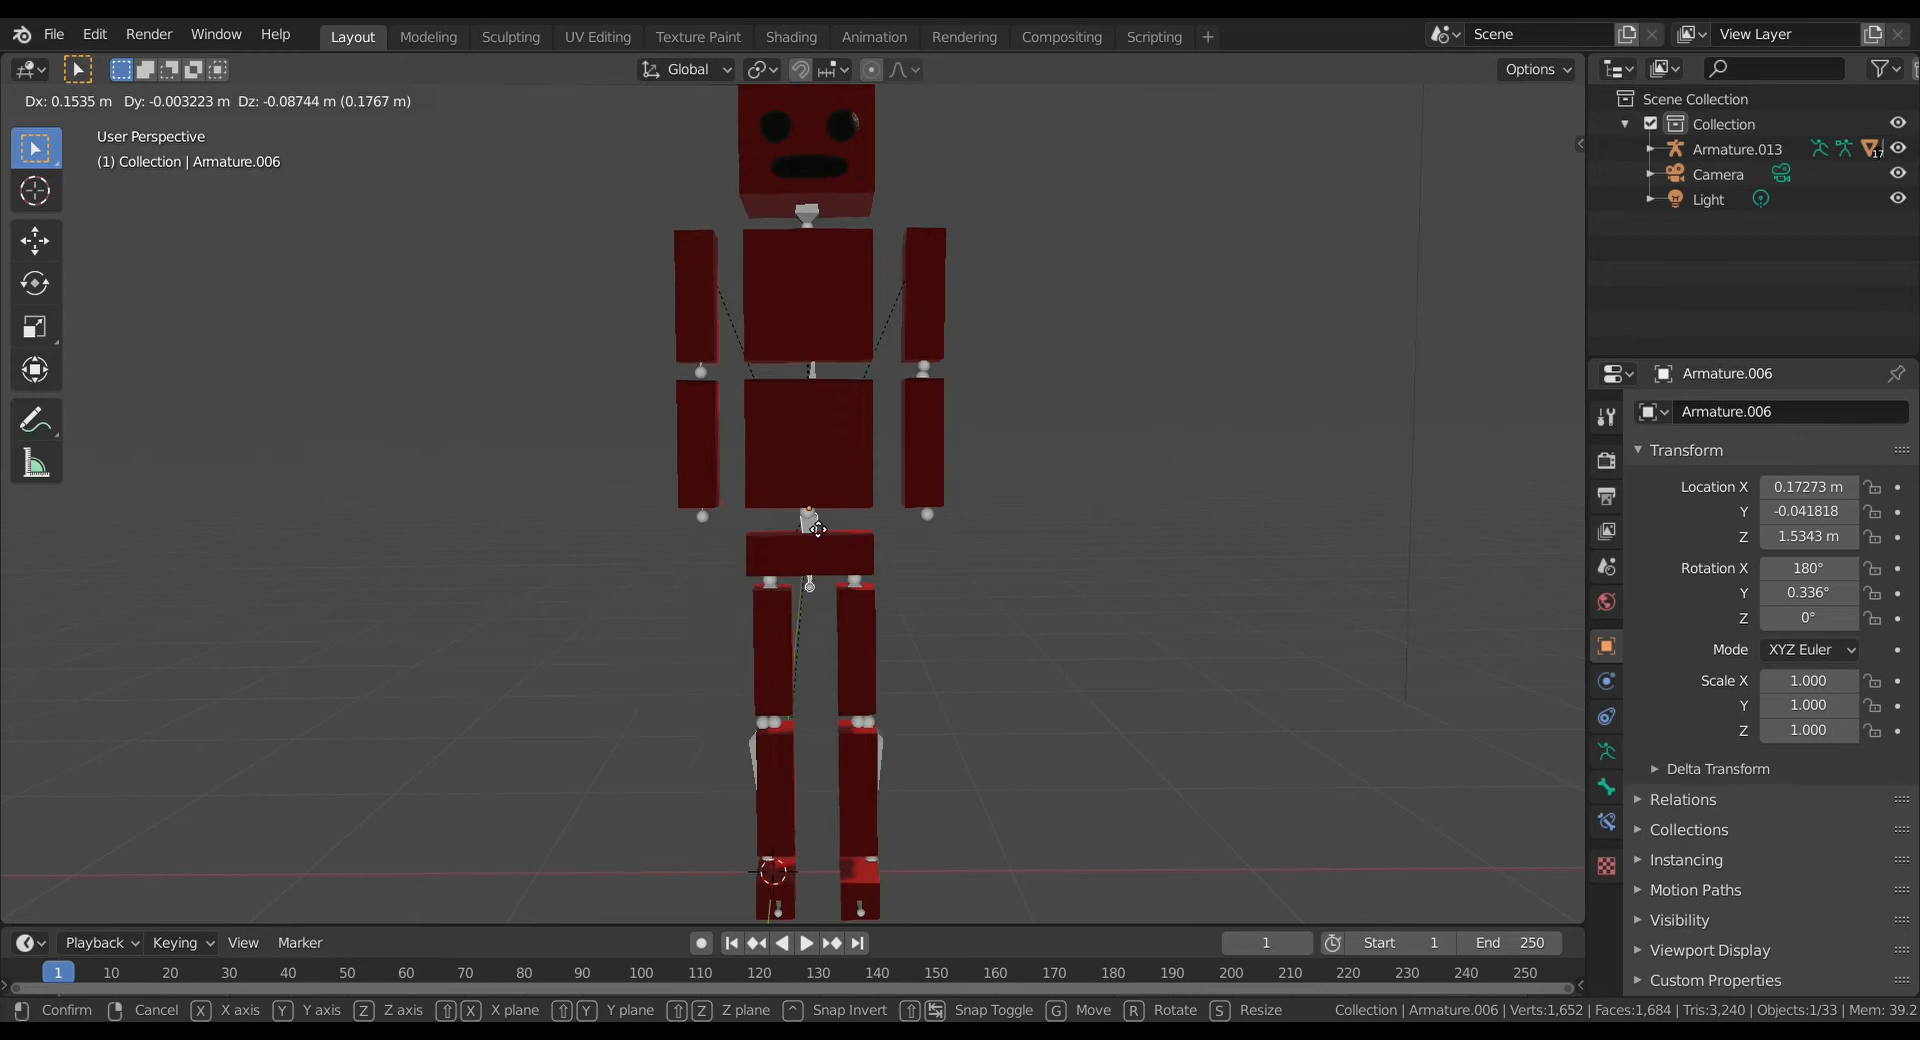 File Edit Render Window Help Layout Modeling Sculpting UV Editing Texture Paint Shading Animation Rendering Compositing Scripting + Scene View Layer
Global Options
Dx: 0.1535 m Dy: -0.003223 m Dz: -0.08744 m (0.1767 m)
User Perspective
(1) Collection | Armature.006
Scene Collection
Collection
Armature.013 17
Camera
Light
Armature.006
Armature.006
Transform
Location X 0.17273 m
Y -0.041818
Z 1.5343 m
Rotation X 180°
Y 0.336°
Z 0°
Mode XYZ Euler
Scale X 1.000
Y 1.000
Z 1.000
Delta Transform
Relations
Collections
Instancing
Motion Paths
Visibility
Viewport Display
Custom Properties
Playback Keying View Marker 1 Start 1 End 250
1 10 20 30 40 50 60 70 80 90 100 110 120 130 140 150 160 170 180 190 200 210 220 230 240 250
Confirm Cancel X X axis Y Y axis Z Z axis X X plane Y Y plane Z Z plane ^ Snap Invert Snap Toggle G Move R Rotate S Resize Collection | Armature.006 | Verts:1,652 | Faces:1,684 | Tris:3,240 | Objects:1/33 | Mem: 39.2